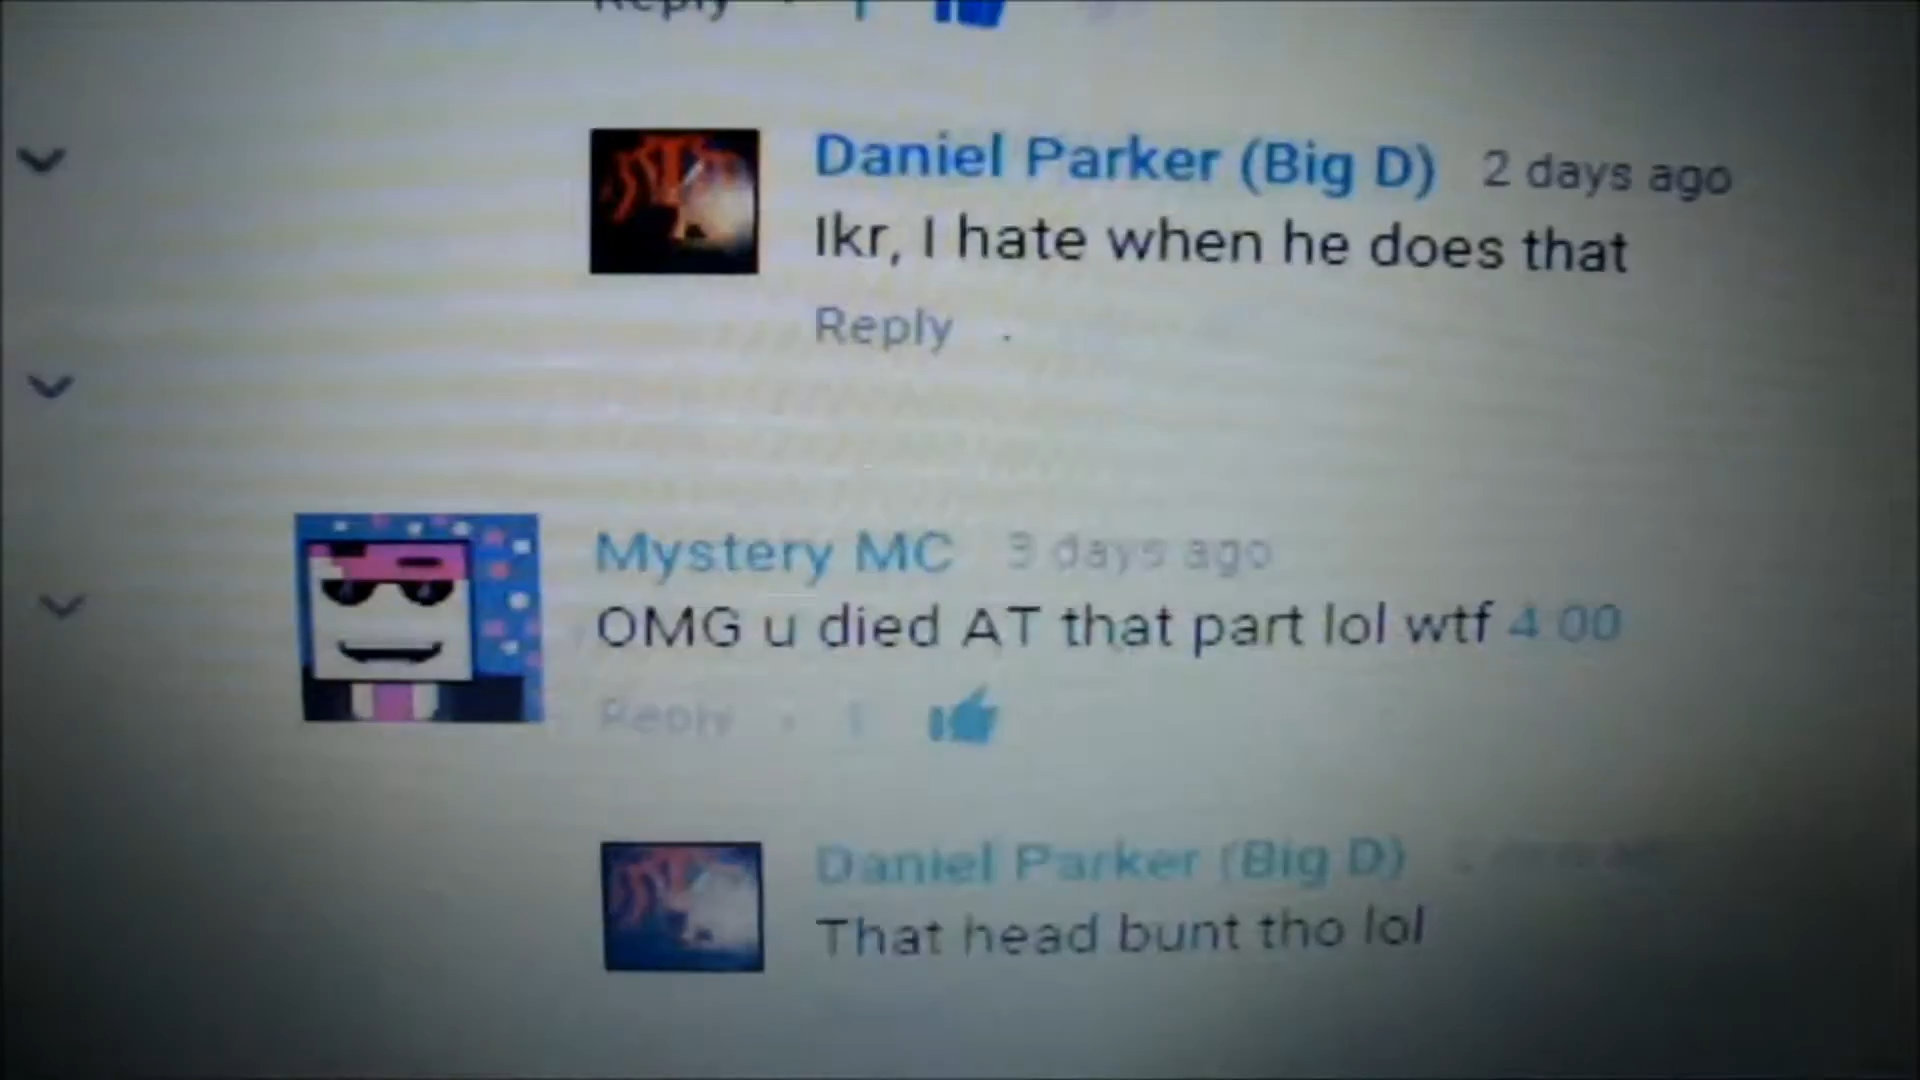 Reply
Daniel Parker (Big D) 2 days ago
Ikr, I hate when he does that
Reply
Mystery MC 3 days ago
OMG u died AT that part lol wtf 4:00
Reply · 1
Daniel Parker (Big D)
That head bunt tho lol